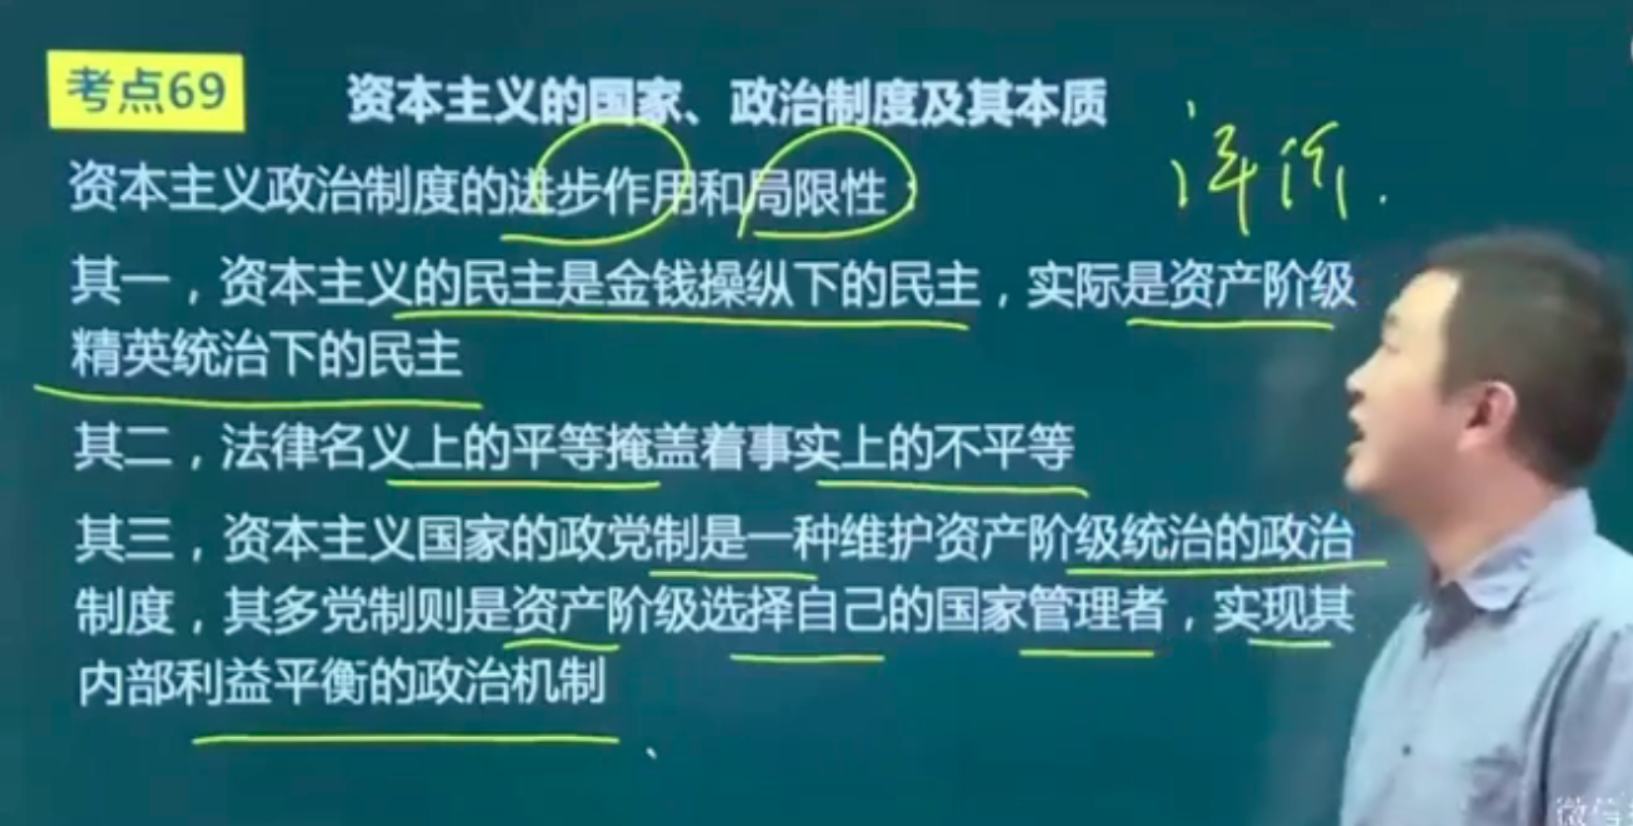 考点69
资本主义的国家、政治制度及其本质
评价.
资本主义政治制度的进步作用和局限性
其一，资本主义的民主是金钱操纵下的民主，实际是资产阶级
精英统治下的民主
其二，法律名义上的平等掩盖着事实上的不平等
其三，资本主义国家的政党制是一种维护资产阶级统治的政治
制度，其多党制则是资产阶级选择自己的国家管理者，实现其
内部利益平衡的政治机制
微信